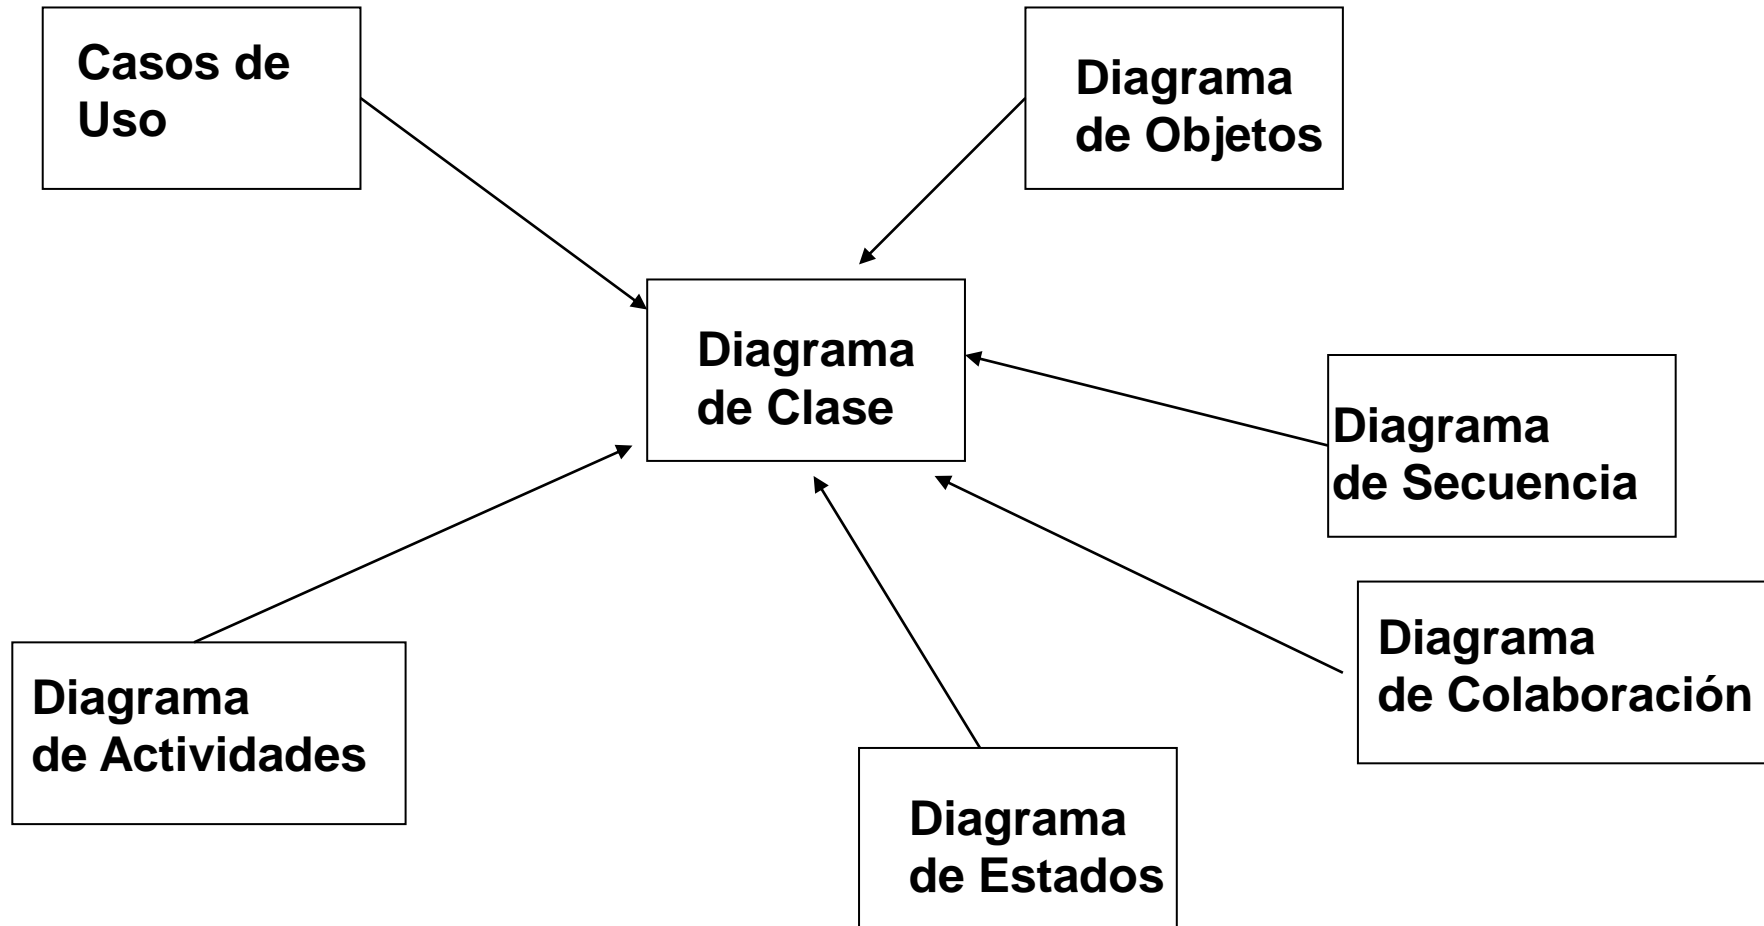 Casos de
Uso
Diagrama
de Objetos
Diagrama
de Clase
Diagrama
de Secuencia
Diagrama
de Colaboración
Diagrama
de Actividades
Diagrama
de Estados